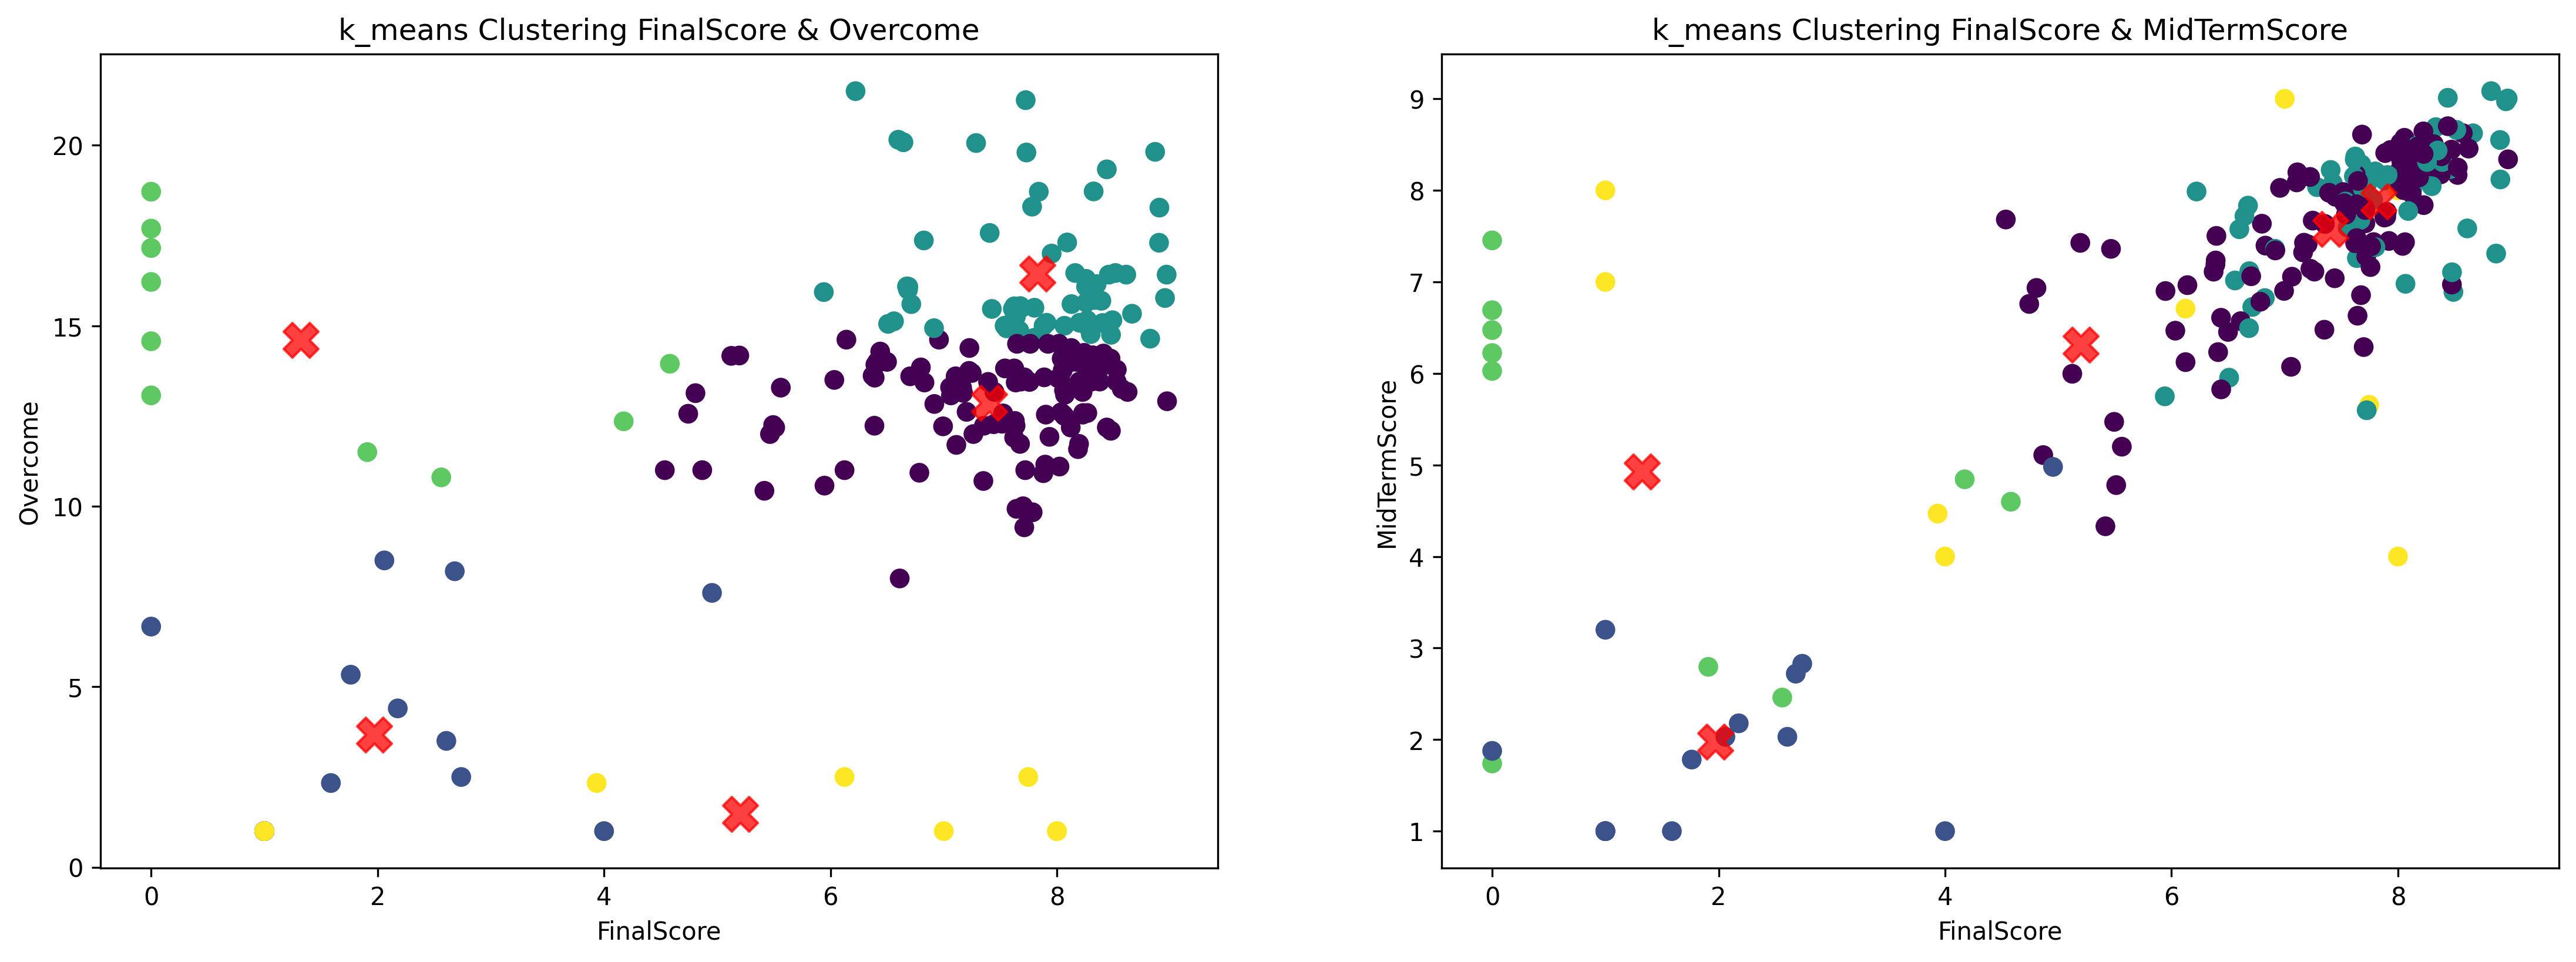 k_means Clustering FinalScore & Overcome
20
15
10
5
0
Overcome
0 2 4 6 8
FinalScore
k_means Clustering FinalScore & MidTermScore
9
8
7
6
5
4
3
2
1
MidTermScore
0 2 4 6 8
FinalScore